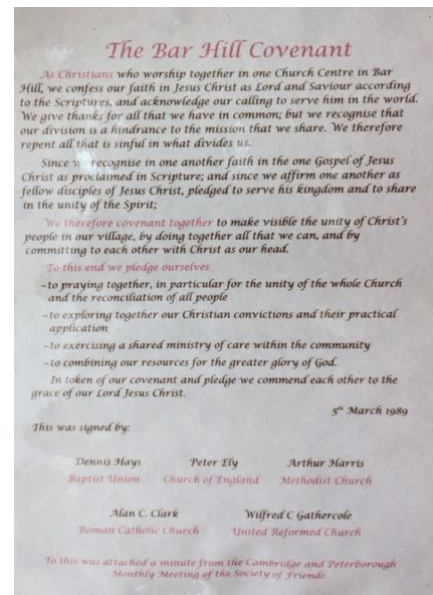 The Bar Hill Covenant
As Christians who worship together in one Church Centre in Bar
Hill, we confess our faith in Jesus Christ as Lord and Saviour according
to the Scriptures, and acknowledge our calling to serve him in the world.
We give thanks for all that we have in common; but we recognise that
our division is a hindrance to the mission that we share. We therefore
repent all that is sinful in what divides us.
Since we recognise in one another faith in the one Gospel of Jesus
Christ as proclaimed in Scripture; and since we affirm one another as
fellow disciples of Jesus Christ, pledged to serve his kingdom and to share
in the unity of the Spirit;
We therefore covenant together to make visible the unity of Christ's
people in our village, by doing together all that we can, and by
committing to each other with Christ as our head.
To this end we pledge ourselves
~to praying together, in particular for the unity of the whole Church
and the reconciliation of all people
~to exploring together our Christian convictions and their practical
application
~to exercising a shared ministry of care within the community
~to combining our resources for the greater glory of God.
In token of our covenant and pledge we commend each other to the
grace of our Lord Jesus Christ.
5th March 1989
This was signed by:
Dennis Hays Peter Ely Arthur Harris
Baptist Union Church of England Methodist Church
Alan C. Clark Wilfred C Gathercole
Roman Catholic Church United Reformed Church
To this was attached a minute from the Cambridge and Peterborough
Monthly Meeting of the Society of Friends.